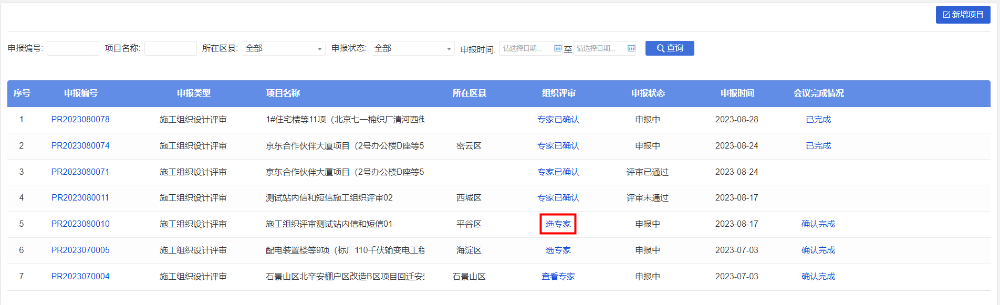 新增项目
申报编号: 项目名称: 所在区县: 全部 申报状态: 全部 申报时间: 请选择日期... 至 请选择日期... 查询
序号 申报编号 申报类型 项目名称 所在区县 组织评审 申报状态 申报时间 会议完成情况
1 PR2023080078 施工组织设计评审 1#住宅楼等11项（北京七一棉织厂清河西街 专家已确认 申报中 2023-08-28 已完成
2 PR2023080074 施工组织设计评审 京东合作伙伴大厦项目（2号办公楼D座等5 密云区 专家已确认 申报中 2023-08-24 已完成
3 PR2023080071 施工组织设计评审 京东合作伙伴大厦项目（2号办公楼D座等5 专家已确认 评审已通过 2023-08-24
4 PR2023080011 施工组织设计评审 测试站内信和短信施工组织评审02 西城区 专家已确认 评审未通过 2023-08-17
5 PR2023080010 施工组织设计评审 施工组织评审测试站内信和短信01 平谷区 选专家 申报中 2023-08-17 确认完成
6 PR2023070005 施工组织设计评审 配电装置楼等9项（标厂110千伏输变电工程 海淀区 选专家 申报中 2023-07-03 确认完成
7 PR2023070004 施工组织设计评审 石景山区北辛安棚户区改造B区项目回迁安 石景山区 查看专家 申报中 2023-07-03 确认完成